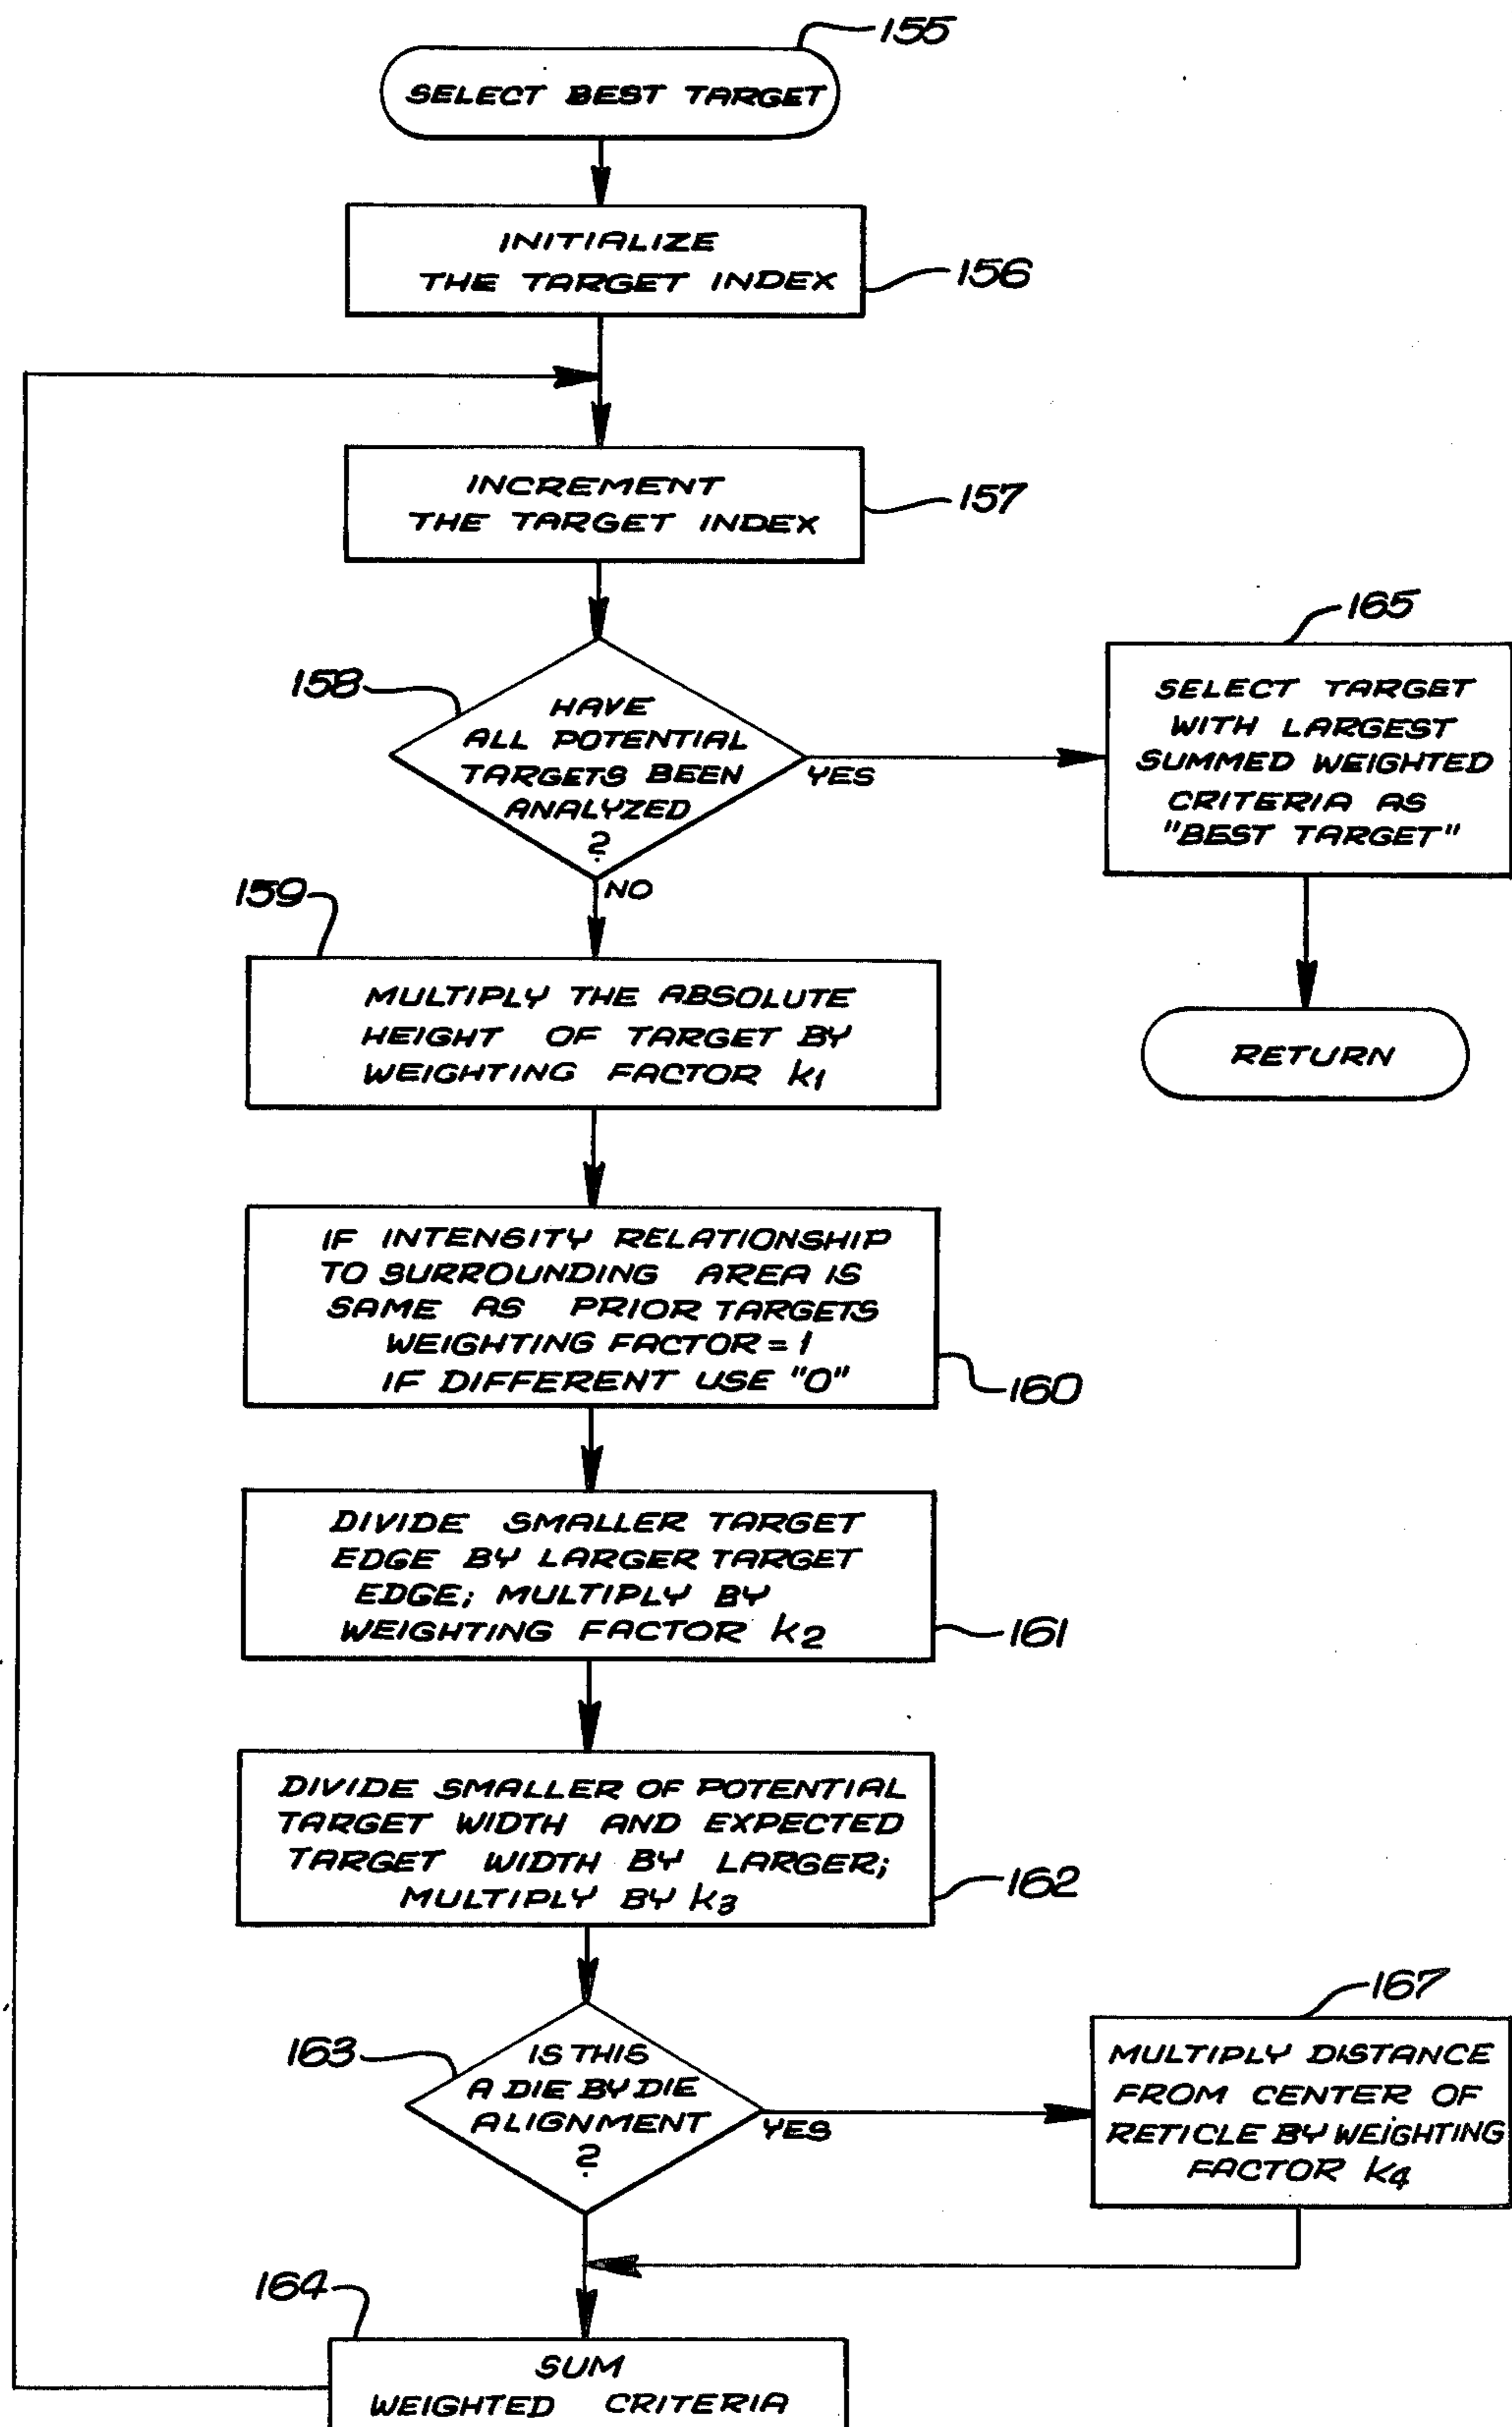 155
SELECT BEST TARGET
INITIALIZE
THE TARGET INDEX
156
INCREMENT
THE TARGET INDEX
157
158
HAVE
ALL POTENTIAL
TARGETS BEEN
ANALYZED
?
YES
NO
165
SELECT TARGET
WITH LARGEST
SUMMED WEIGHTED
CRITERIA AS
"BEST TARGET"
RETURN
159
MULTIPLY THE ABSOLUTE
HEIGHT OF TARGET BY
WEIGHTING FACTOR k1
IF INTENSITY RELATIONSHIP
TO SURROUNDING AREA IS
SAME AS PRIOR TARGETS
WEIGHTING FACTOR = 1
IF DIFFERENT USE "0"
160
DIVIDE SMALLER TARGET
EDGE BY LARGER TARGET
EDGE; MULTIPLY BY
WEIGHTING FACTOR k2
161
DIVIDE SMALLER OF POTENTIAL
TARGET WIDTH AND EXPECTED
TARGET WIDTH BY LARGER;
MULTIPLY BY k3
162
163
IS THIS
A DIE BY DIE
ALIGNMENT
?
YES
167
MULTIPLY DISTANCE
FROM CENTER OF
RETICLE BY WEIGHTING
FACTOR k4
164
SUM
WEIGHTED CRITERIA